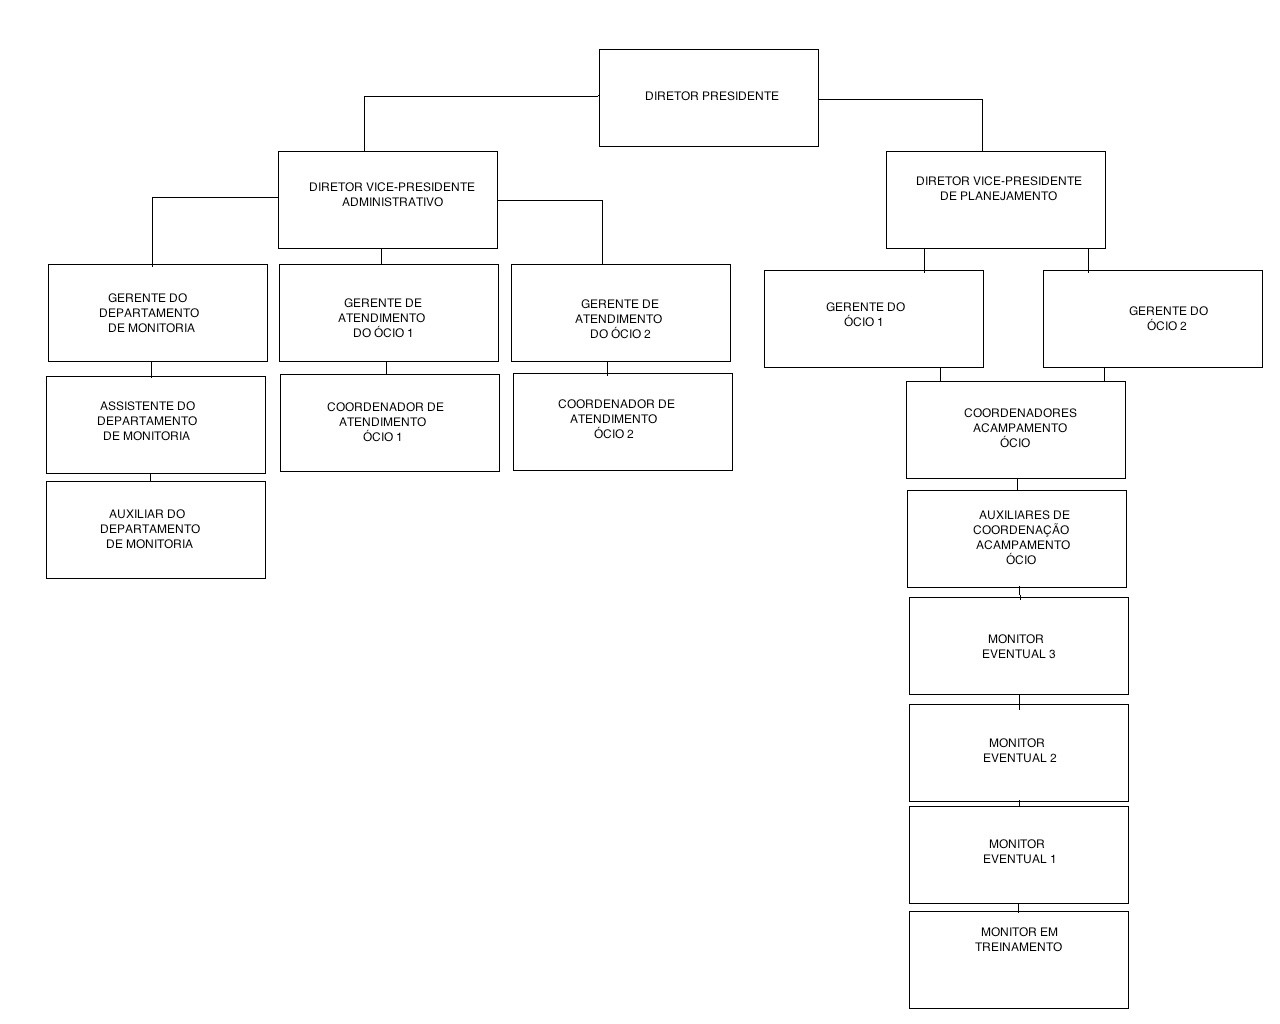 DIRETOR PRESIDENTE
DIRETOR VICE-PRESIDENTE
ADMINISTRATIVO
DIRETOR VICE-PRESIDENTE
DE PLANEJAMENTO
GERENTE DO
DEPARTAMENTO
DE MONITORIA
GERENTE DE
ATENDIMENTO
DO ÓCIO 1
GERENTE DE
ATENDIMENTO
DO ÓCIO 2
GERENTE DO
ÓCIO 1
GERENTE DO
ÓCIO 2
ASSISTENTE DO
DEPARTAMENTO
DE MONITORIA
COORDENADOR DE
ATENDIMENTO
ÓCIO 1
COORDENADOR DE
ATENDIMENTO
ÓCIO 2
COORDENADORES
ACAMPAMENTO
ÓCIO
AUXILIAR DO
DEPARTAMENTO
DE MONITORIA
AUXILIARES DE
COORDENAÇÃO
ACAMPAMENTO
ÓCIO
MONITOR
EVENTUAL 3
MONITOR
EVENTUAL 2
MONITOR
EVENTUAL 1
MONITOR EM
TREINAMENTO